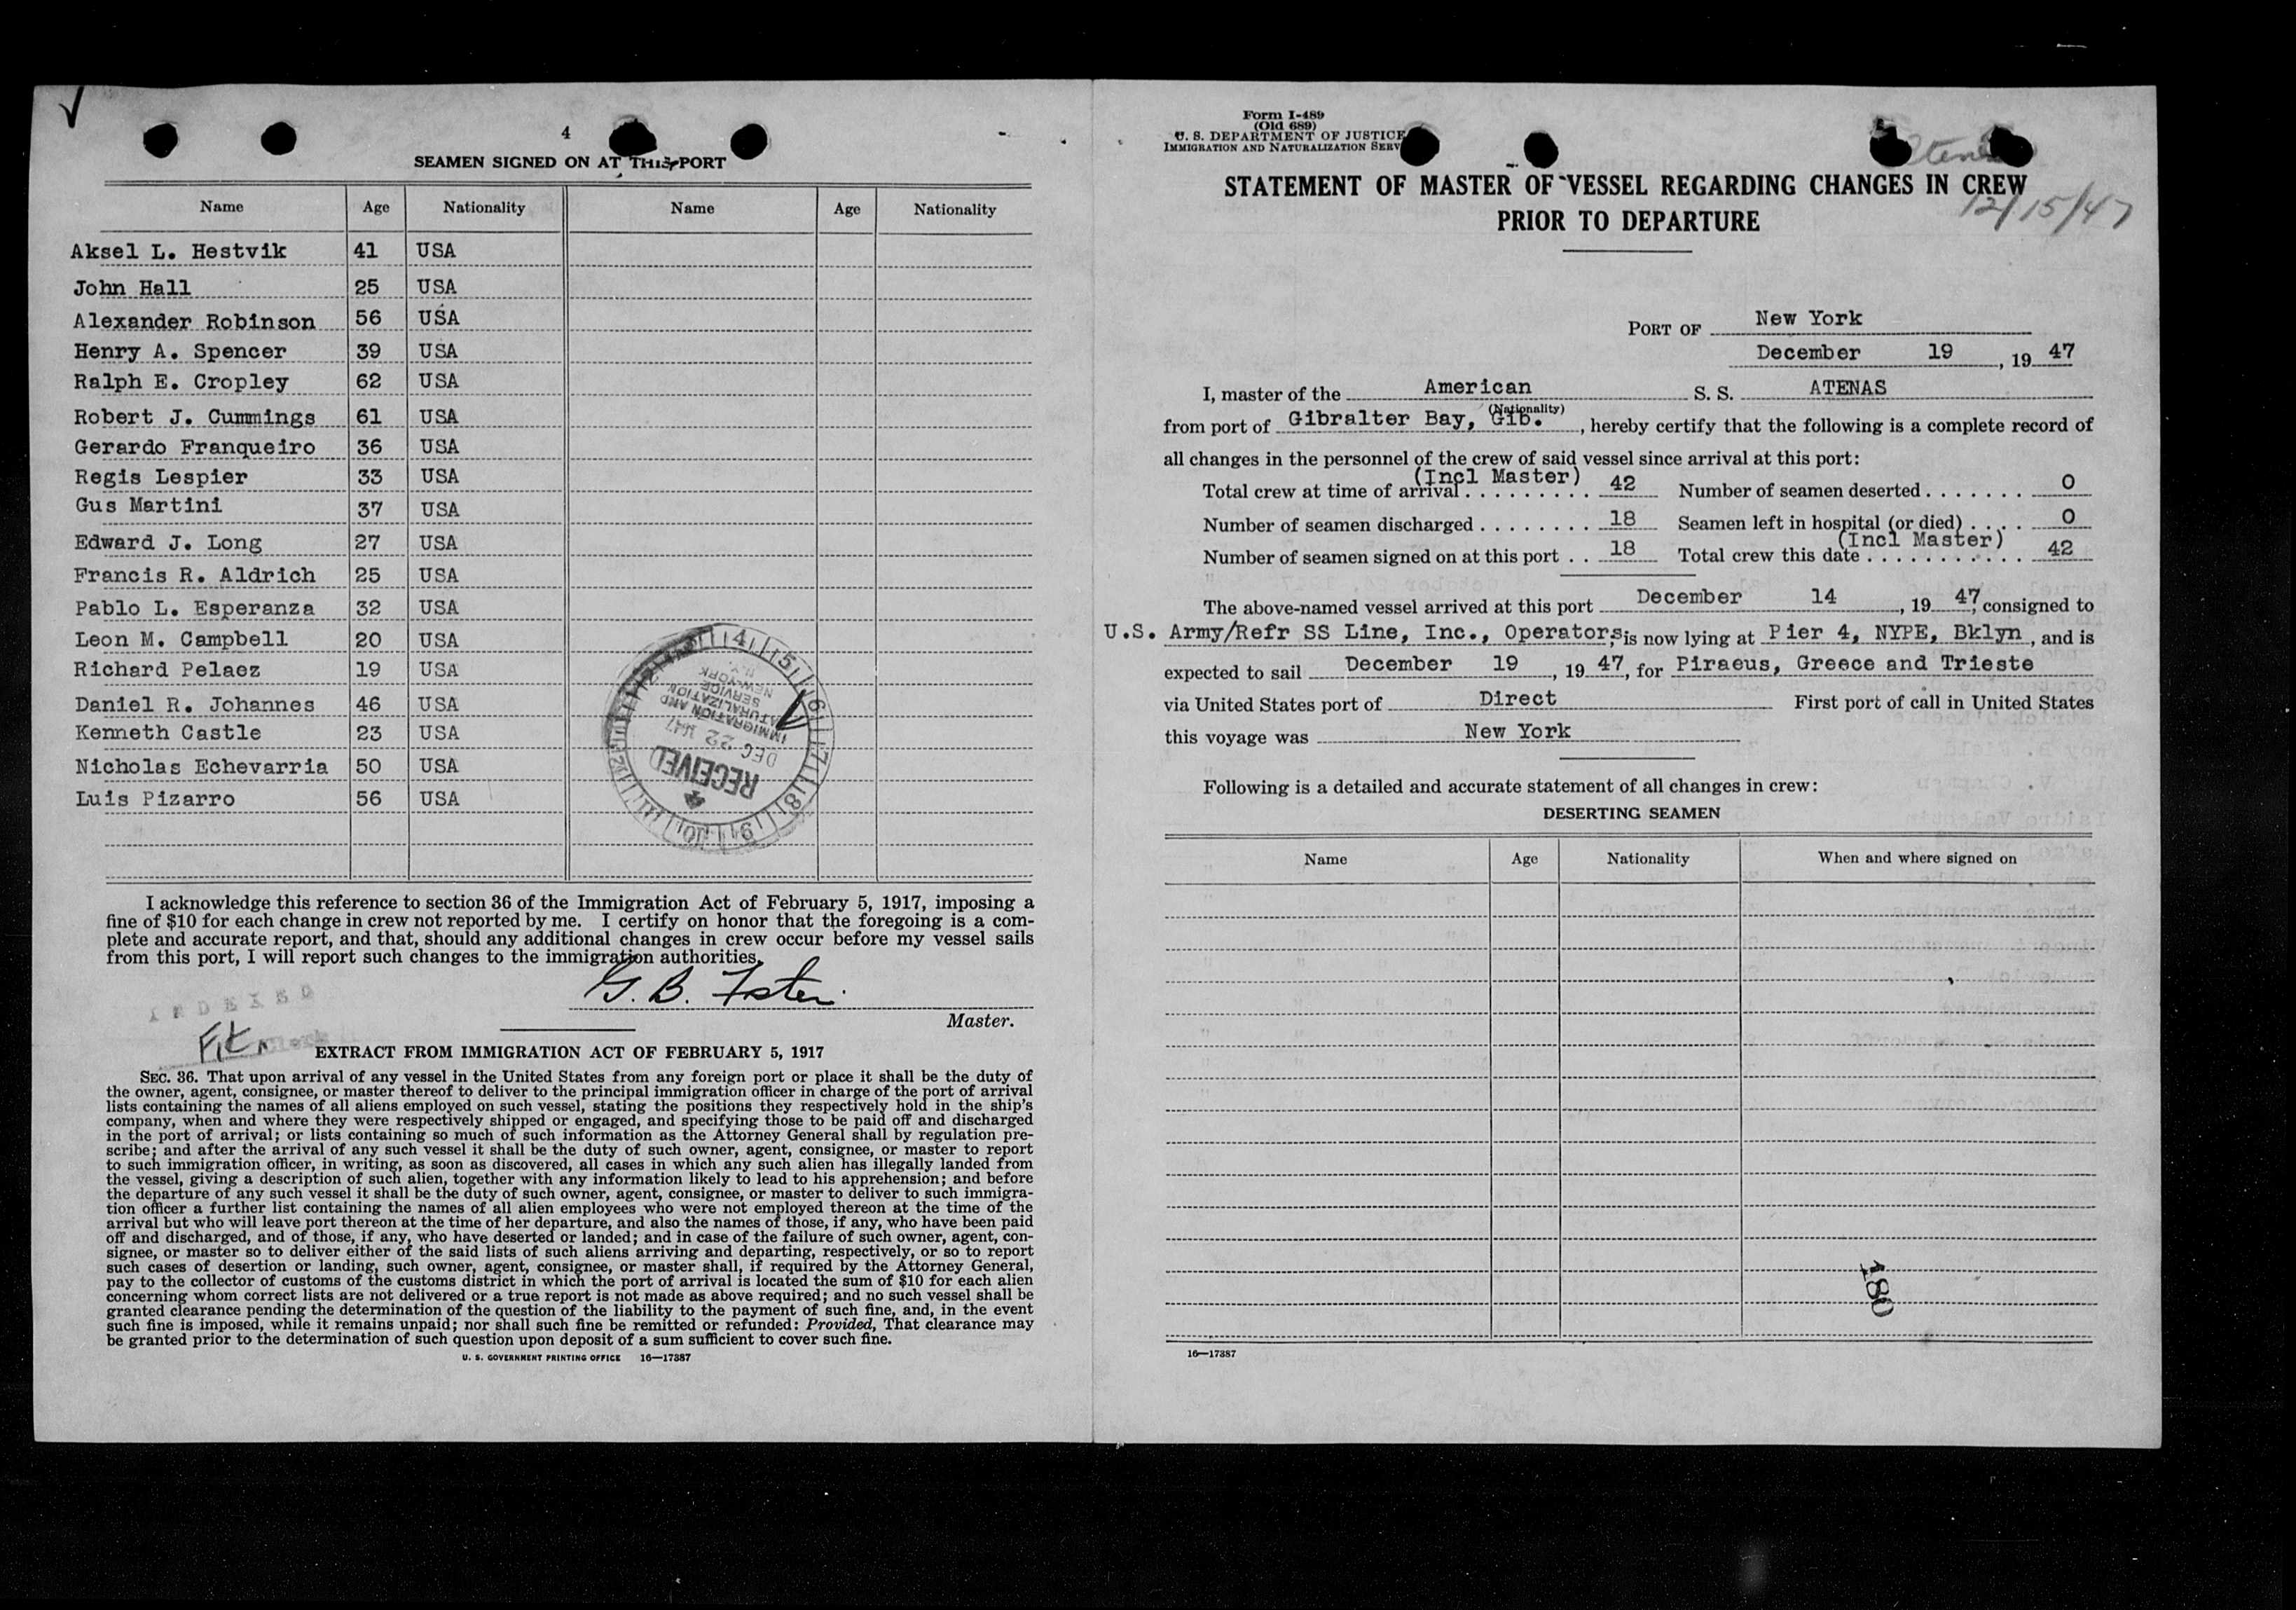 4
SEAMEN SIGNED ON AT THIS PORT
Name Age Nationality Name Age Nationality
Aksel L. Hestvik 41 USA
John Hall 25 USA
Alexander Robinson 56 USA
Henry A. Spencer 39 USA
Ralph E. Cropley 62 USA
Robert J. Cummings 61 USA
Gerardo Franqueiro 36 USA
Regis Lespier 33 USA
Gus Martini 37 USA
Edward J. Long 27 USA
Francis R. Aldrich 25 USA
Pablo L. Esperanza 32 USA
Leon M. Campbell 20 USA
Richard Pelaez 19 USA
Daniel R. Johannes 46 USA
Kenneth Castle 23 USA
Nicholas Echevarria 50 USA
Luis Pizarro 56 USA
RECEIVED
DEC 22 1947
IMMIGRATION AND
NATURALIZATION
SERVICE
NEW YORK
N.Y.
I acknowledge this reference to section 36 of the Immigration Act of February 5, 1917, imposing a
fine of $10 for each change in crew not reported by me. I certify on honor that the foregoing is a com-
plete and accurate report, and that, should any additional changes in crew occur before my vessel sails
from this port, I will report such changes to the immigration authorities.
G. B.
Master.
INDEXED
EXTRACT FROM IMMIGRATION ACT OF FEBRUARY 5, 1917
SEC. 36. That upon arrival of any vessel in the United States from any foreign port or place it shall be the duty of
the owner, agent, consignee, or master thereof to deliver to the principal immigration officer in charge of the port of arrival
lists containing the names of all aliens employed on such vessel, stating the positions they respectively hold in the ship's
company, when and where they were respectively shipped or engaged, and specifying those to be paid off and discharged
in the port of arrival; or lists containing so much of such information as the Attorney General shall by regulation pre-
scribe; and after the arrival of any such vessel it shall be the duty of such owner, agent, consignee, or master to report
to such immigration officer, in writing, as soon as discovered, all cases in which any such alien has illegally landed from
the vessel, giving a description of such alien, together with any information likely to lead to his apprehension; and before
the departure of any such vessel it shall be the duty of such owner, agent, consignee, or master to deliver to such immigra-
tion officer a further list containing the names of all alien employees who were not employed thereon at the time of the
arrival but who will leave port thereon at the time of her departure, and also the names of those, if any, who have been paid
off and discharged, and of those, if any, who have deserted or landed; and in case of the failure of such owner, agent, con-
signee, or master so to deliver either of the said lists of such aliens arriving and departing, respectively, or so to report
such cases of desertion or landing, such owner, agent, consignee, or master shall, if required by the Attorney General,
pay to the collector of customs of the customs district in which the port of arrival is located the sum of $10 for each alien
concerning whom correct lists are not delivered or a true report is not made as above required; and no such vessel shall be
granted clearance pending the determination of the question of the liability to the payment of such fine, and, in the event
such fine is imposed, while it remains unpaid; nor shall such fine be remitted or refunded: Provided, That clearance may
be granted prior to the determination of such question upon deposit of a sum sufficient to cover such fine.
U. S. GOVERNMENT PRINTING OFFICE 16—17387
Form I-489
(Old 689)
U. S. DEPARTMENT OF JUSTICE
IMMIGRATION AND NATURALIZATION SERV
STATEMENT OF MASTER OF VESSEL REGARDING CHANGES IN CREW
PRIOR TO DEPARTURE
12/15/47
PORT OF New York
December 19, 1947
I, master of the American S. S. ATENAS
(Nationality)
from port of Gibralter Bay, Gib., hereby certify that the following is a complete record of
all changes in the personnel of the crew of said vessel since arrival at this port:
(Incl Master)
Total crew at time of arrival . . . . . . . . . 42 Number of seamen deserted . . . . . . . 0
Number of seamen discharged . . . . . . . . 18 Seamen left in hospital (or died) . . . . 0
(Incl Master)
Number of seamen signed on at this port . . 18 Total crew this date . . . . . . . . . . . 42
The above-named vessel arrived at this port December 14, 1947, consigned to
U.S. Army/Refr SS Line, Inc., Operators, is now lying at Pier 4, NYPE, Bklyn, and is
expected to sail December 19, 1947, for Piraeus, Greece and Trieste
via United States port of Direct First port of call in United States
this voyage was New York
Following is a detailed and accurate statement of all changes in crew:
DESERTING SEAMEN
Name Age Nationality When and where signed on
180
16—17387